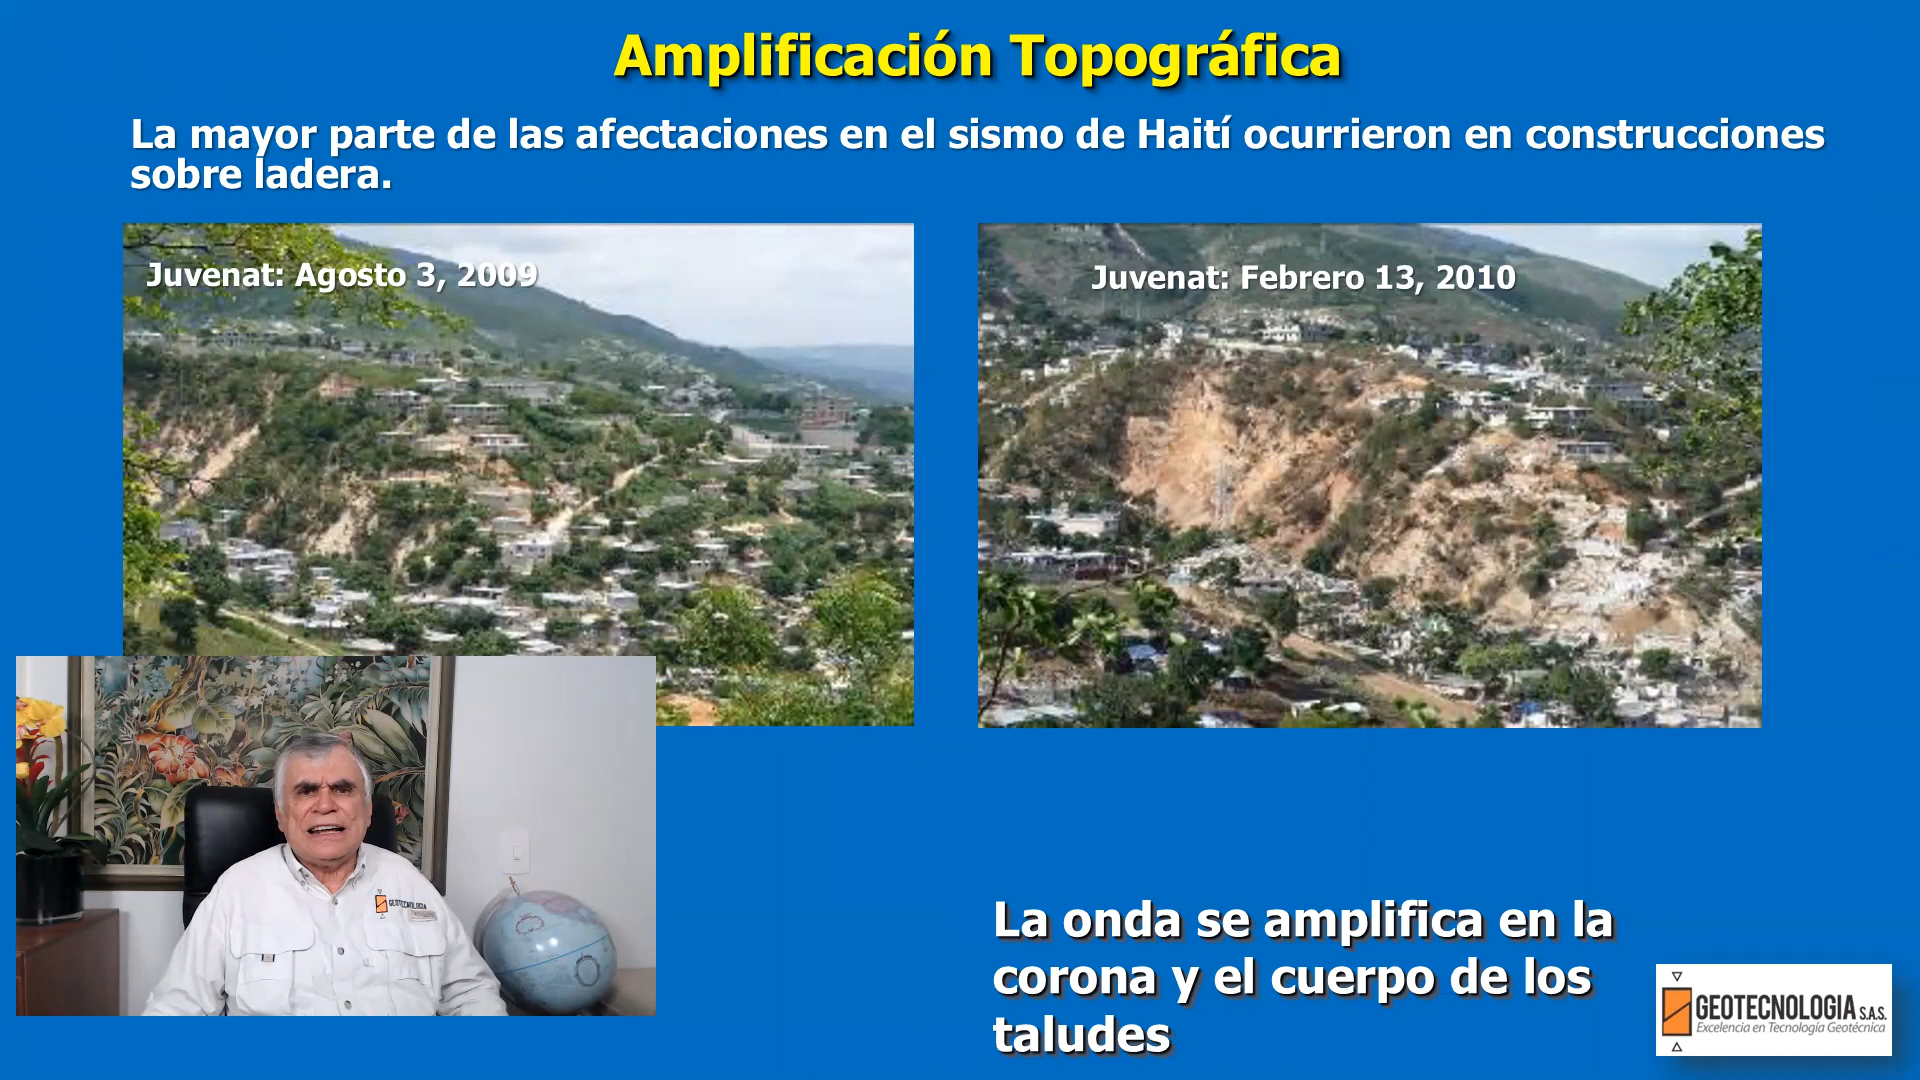 Amplificación Topográfica
La mayor parte de las afectaciones en el sismo de Haití ocurrieron en construcciones
sobre ladera.
Juvenat: Agosto 3, 2009
Juvenat: Febrero 13, 2010
GEOTECNOLOGIA
La onda se amplifica en la
corona y el cuerpo de los
taludes
GEOTECNOLOGIA S.A.S.
Excelencia en Tecnología Geotécnica